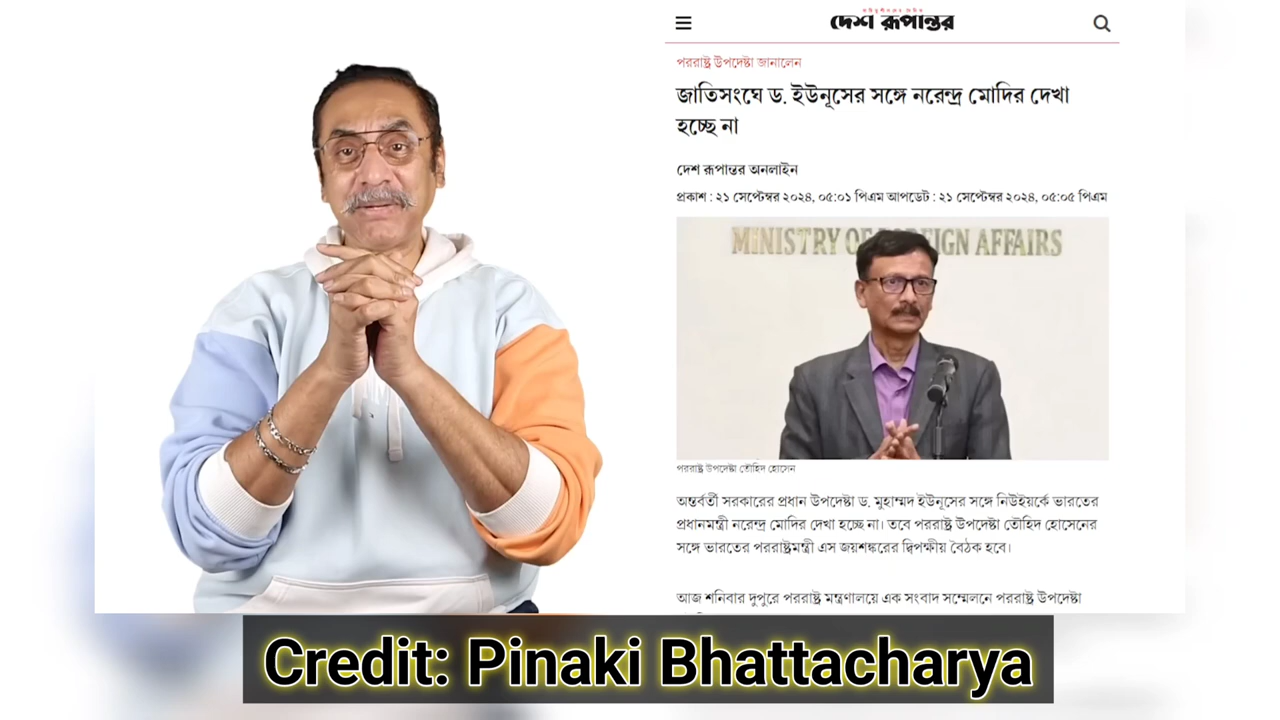 দেশ রূপান্তর
পররাষ্ট্র উপদেষ্টা জানালেন
জাতিসংঘে ড. ইউনূসের সঙ্গে নরেন্দ্র মোদির দেখা
হচ্ছে না
দেশ রূপান্তর অনলাইন
প্রকাশ : ২১ সেপ্টেম্বর ২০২৪, ০৫:০১ পিএম আপডেট : ২১ সেপ্টেম্বর ২০২৪, ০৫:০৫ পিএম
MINISTRY OF FOREIGN AFFAIRS
পররাষ্ট্র উপদেষ্টা তৌহিদ হোসেন
অন্তর্বর্তী সরকারের প্রধান উপদেষ্টা ড. মুহাম্মদ ইউনূসের সঙ্গে নিউইয়র্কে ভারতের
প্রধানমন্ত্রী নরেন্দ্র মোদির দেখা হচ্ছে না। তবে পররাষ্ট্র উপদেষ্টা তৌহিদ হোসেনের
সঙ্গে ভারতের পররাষ্ট্রমন্ত্রী এস জয়শঙ্করের দ্বিপক্ষীয় বৈঠক হবে।
আজ শনিবার দুপুরে পররাষ্ট্র মন্ত্রণালয়ে এক সংবাদ সম্মেলনে পররাষ্ট্র উপদেষ্টা
Credit: Pinaki Bhattacharya